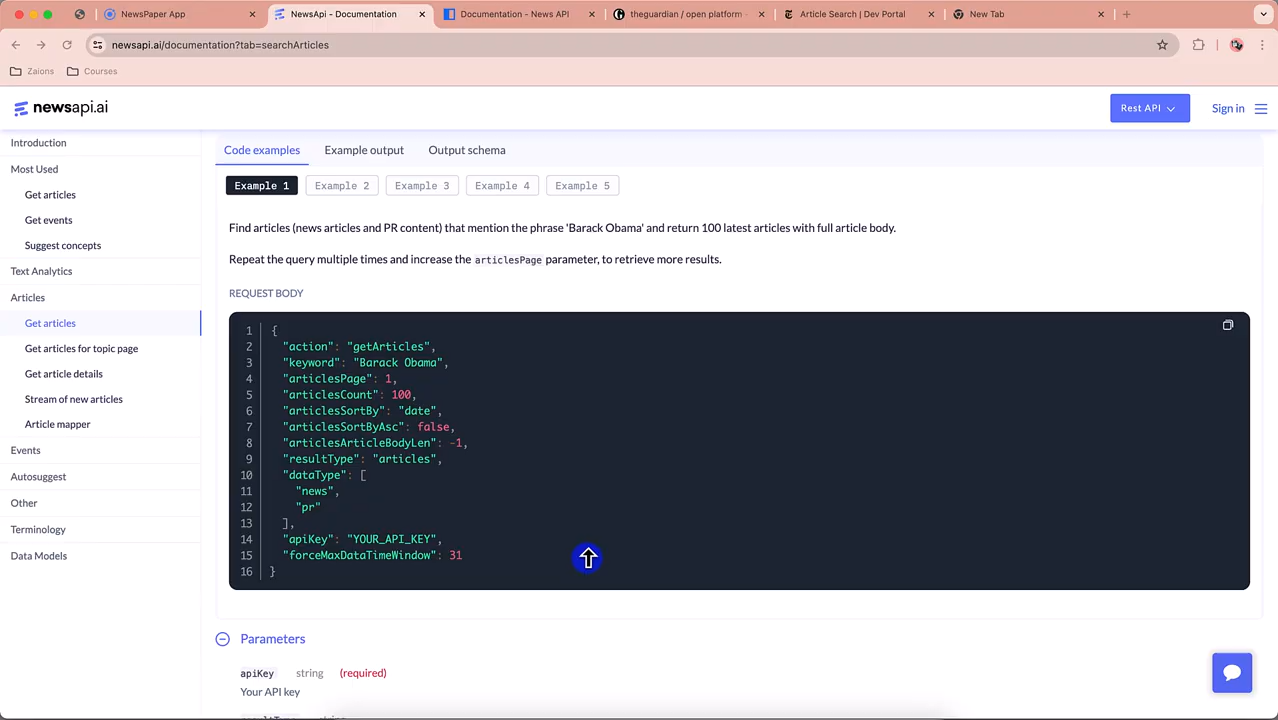 NewsPaper App
NewsApi - Documentation
Documentation - News API
theguardian / open platform -
Article Search | Dev Portal
New Tab
newsapi.ai/documentation?tab=searchArticles
Zaions
Courses
newsapi.ai
Rest API
Sign in
Introduction
Most Used
Get articles
Get events
Suggest concepts
Text Analytics
Articles
Get articles
Get articles for topic page
Get article details
Stream of new articles
Article mapper
Events
Autosuggest
Other
Terminology
Data Models
Code examples
Example output
Output schema
Example 1
Example 2
Example 3
Example 4
Example 5
Find articles (news articles and PR content) that mention the phrase 'Barack Obama' and return 100 latest articles with full article body.
Repeat the query multiple times and increase the articlesPage parameter, to retrieve more results.
REQUEST BODY
1 {
2 "action": "getArticles",
3 "keyword": "Barack Obama",
4 "articlesPage": 1,
5 "articlesCount": 100,
6 "articlesSortBy": "date",
7 "articlesSortByAsc": false,
8 "articlesArticleBodyLen": -1,
9 "resultType": "articles",
10 "dataType": [
11 "news",
12 "pr"
13 ],
14 "apiKey": "YOUR_API_KEY",
15 "forceMaxDataTimeWindow": 31
16 }
Parameters
apiKey string (required)
Your API key